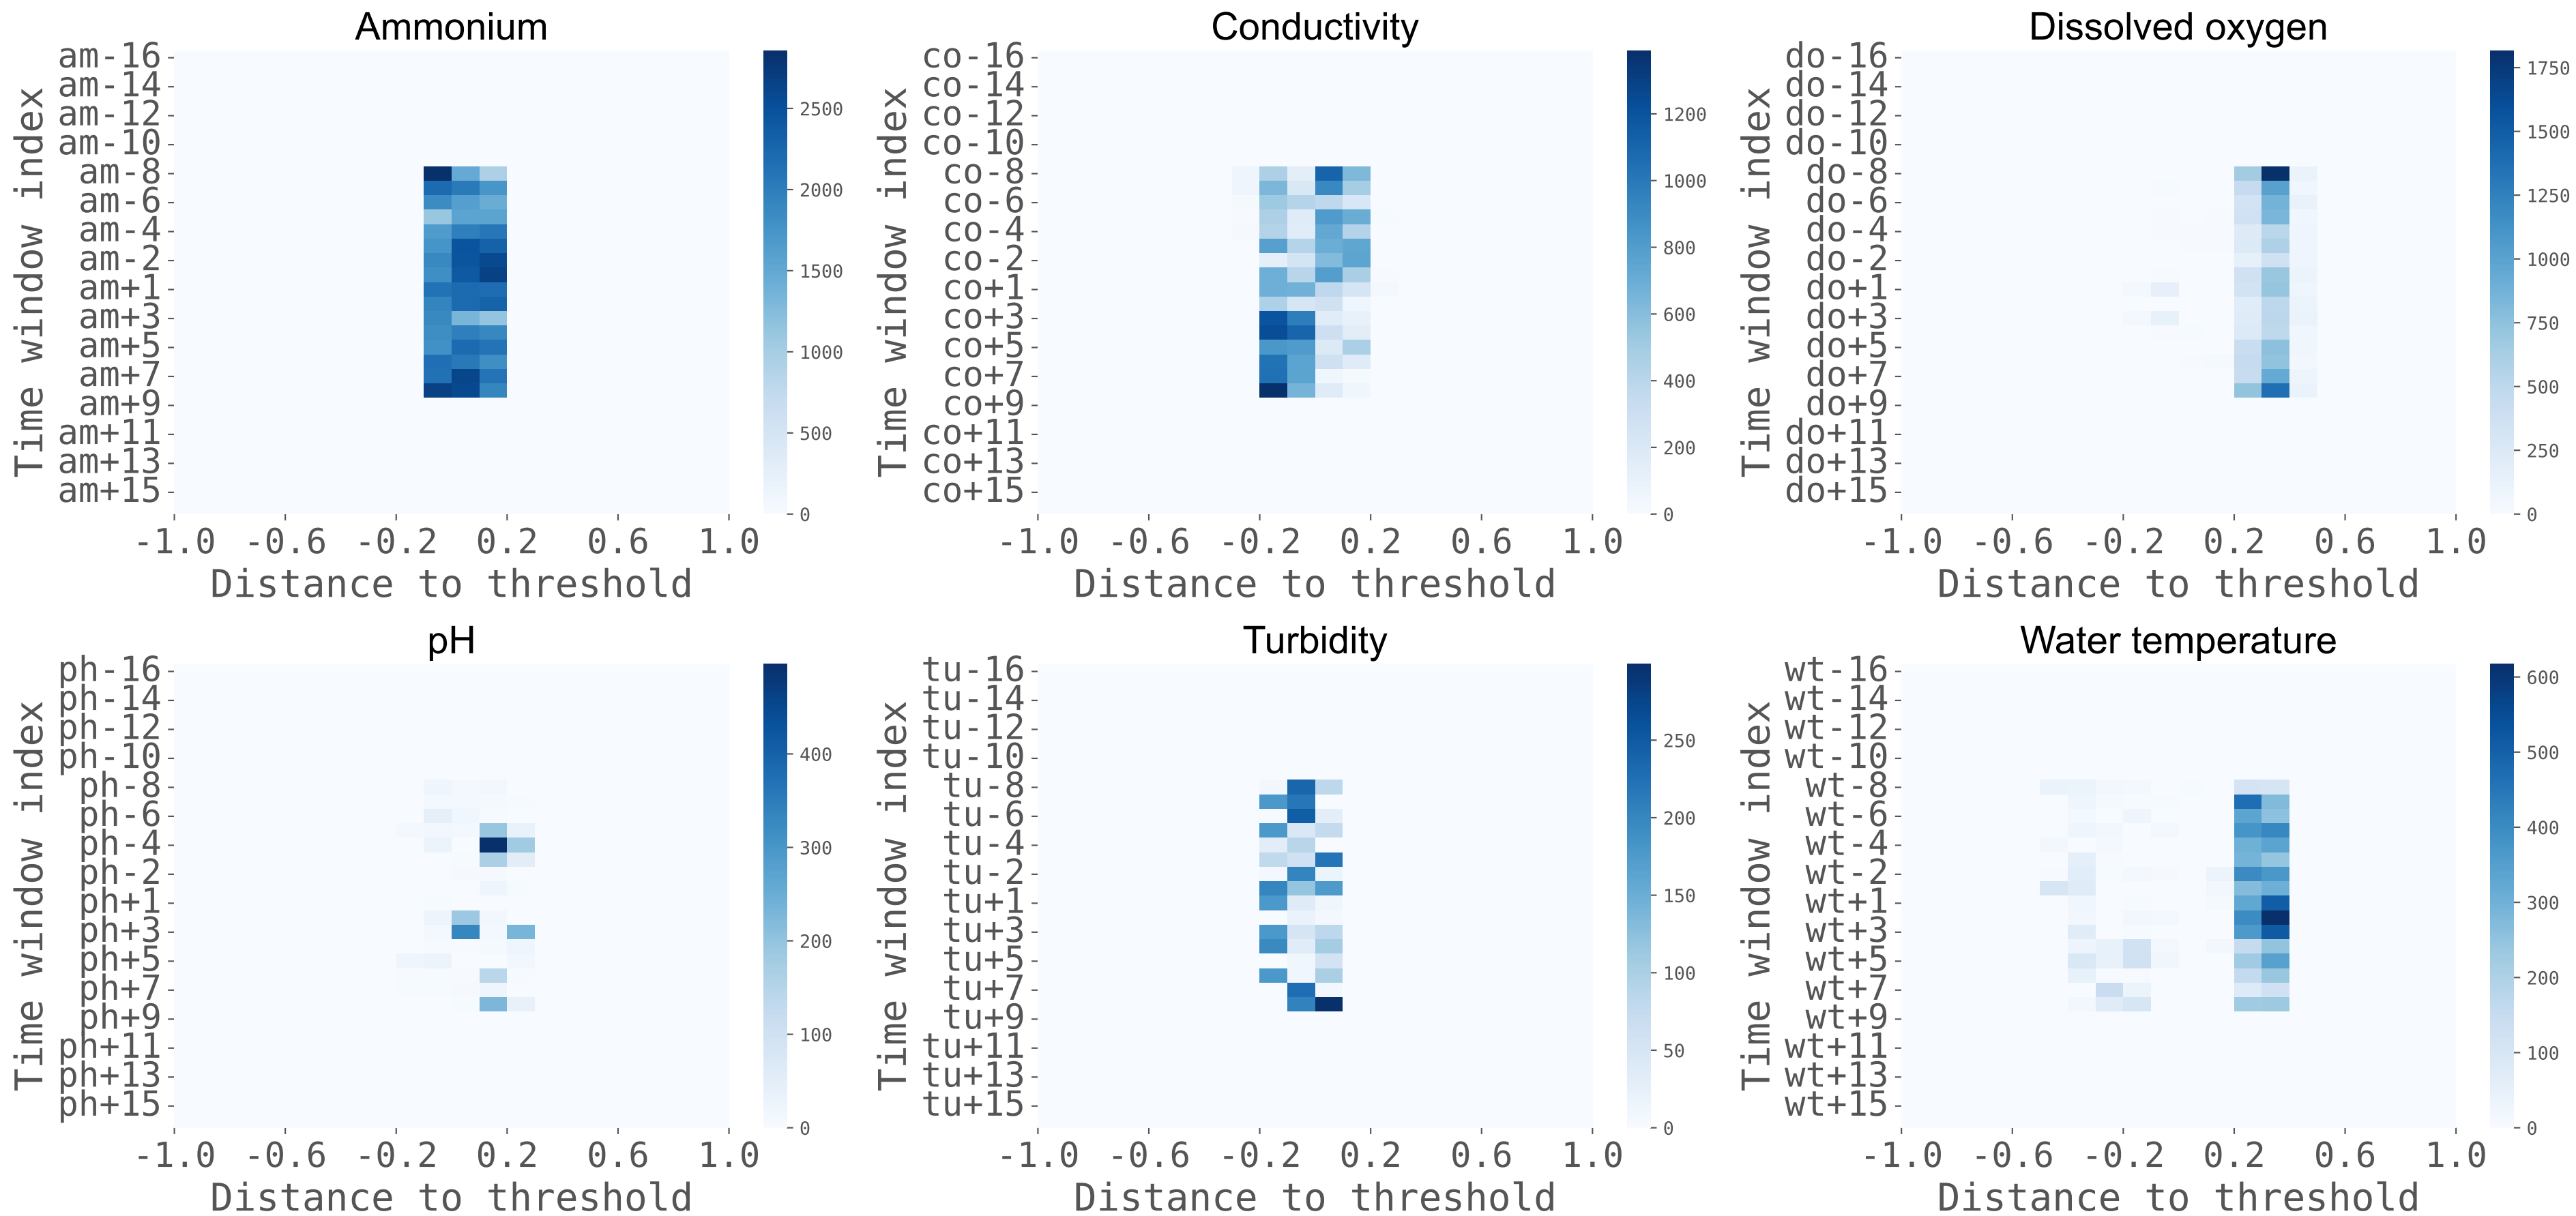 Ammonium
Time window index
am-16
am-14
am-12
am-10
am-8
am-6
am-4
am-2
am+1
am+3
am+5
am+7
am+9
am+11
am+13
am+15
-1.0 -0.6 -0.2 0.2 0.6 1.0
Distance to threshold
2500
2000
1500
1000
500
0
Conductivity
Time window index
co-16
co-14
co-12
co-10
co-8
co-6
co-4
co-2
co+1
co+3
co+5
co+7
co+9
co+11
co+13
co+15
-1.0 -0.6 -0.2 0.2 0.6 1.0
Distance to threshold
1200
1000
800
600
400
200
0
Dissolved oxygen
Time window index
do-16
do-14
do-12
do-10
do-8
do-6
do-4
do-2
do+1
do+3
do+5
do+7
do+9
do+11
do+13
do+15
-1.0 -0.6 -0.2 0.2 0.6 1.0
Distance to threshold
1750
1500
1250
1000
750
500
250
0
pH
Time window index
ph-16
ph-14
ph-12
ph-10
ph-8
ph-6
ph-4
ph-2
ph+1
ph+3
ph+5
ph+7
ph+9
ph+11
ph+13
ph+15
-1.0 -0.6 -0.2 0.2 0.6 1.0
Distance to threshold
400
300
200
100
0
Turbidity
Time window index
tu-16
tu-14
tu-12
tu-10
tu-8
tu-6
tu-4
tu-2
tu+1
tu+3
tu+5
tu+7
tu+9
tu+11
tu+13
tu+15
-1.0 -0.6 -0.2 0.2 0.6 1.0
Distance to threshold
250
200
150
100
50
0
Water temperature
Time window index
wt-16
wt-14
wt-12
wt-10
wt-8
wt-6
wt-4
wt-2
wt+1
wt+3
wt+5
wt+7
wt+9
wt+11
wt+13
wt+15
-1.0 -0.6 -0.2 0.2 0.6 1.0
Distance to threshold
600
500
400
300
200
100
0